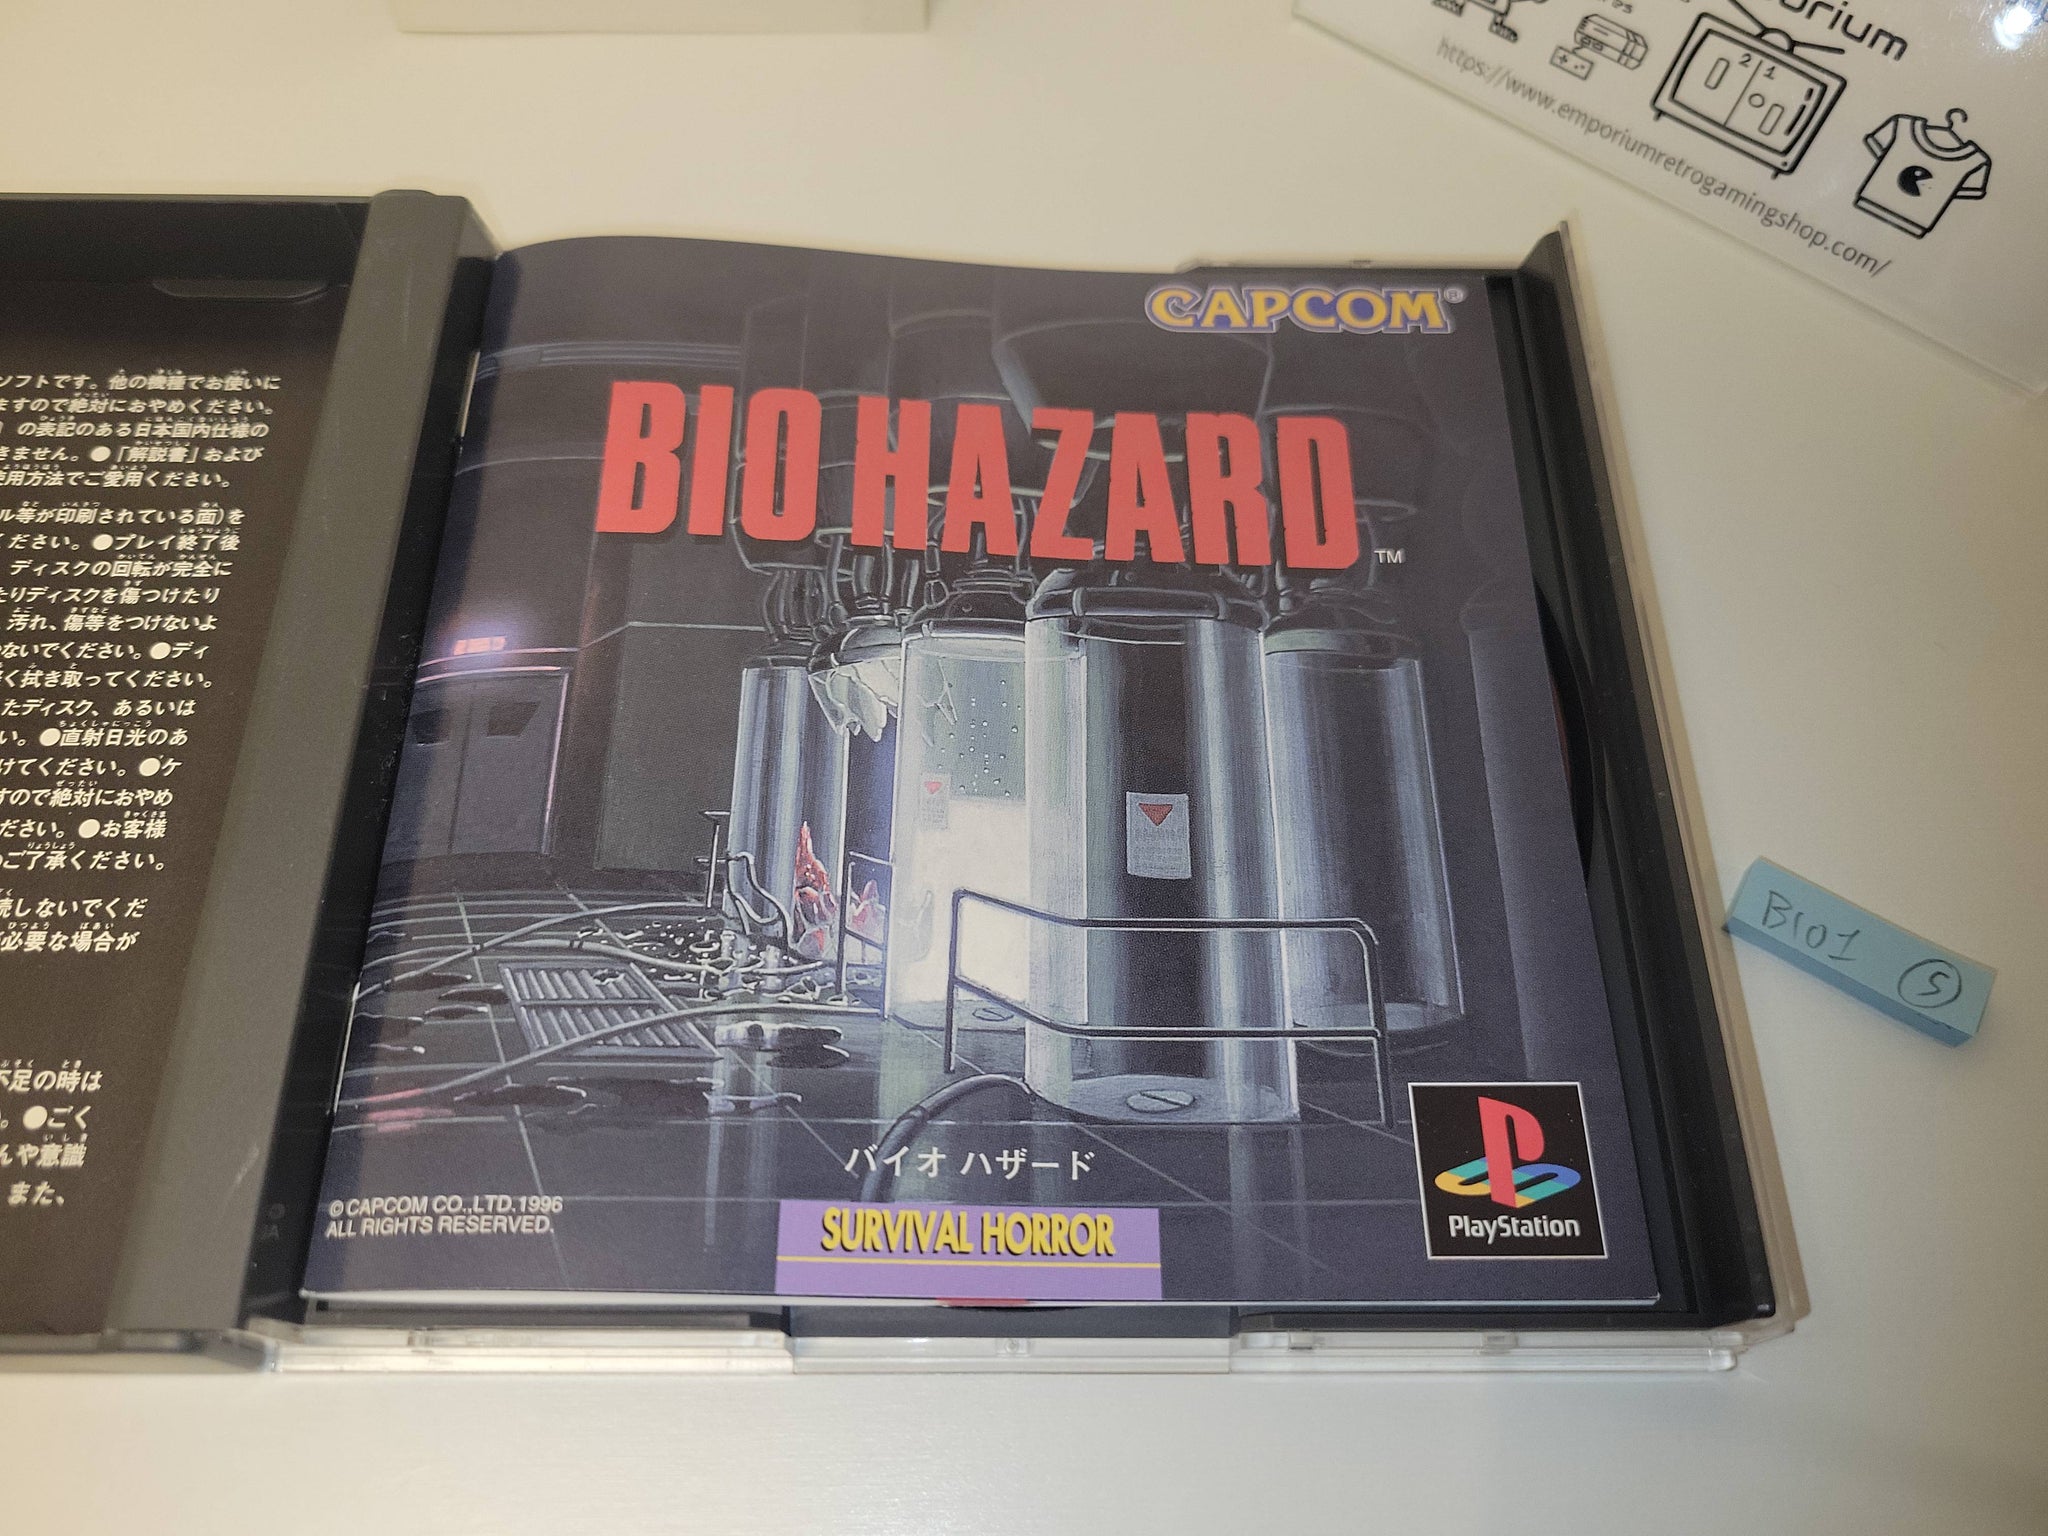 orium
https://www.emporiumretrogamingshop.com/
2 1
CAPCOM®
BIO HAZARD™
バイオ ハザード
©CAPCOM CO.,LTD.1996
ALL RIGHTS RESERVED.
SURVIVAL HORROR
PlayStation
BIO1 5
ソフトです。他の機種でお使いに
ますので絶対におやめください。
の表記のある日本国内仕様の
きません。●「解説書」および
使用方法でご愛用ください。
ル等が印刷されている面)を
ください。●プレイ終了後
、ディスクの回転が完全に
たりディスクを傷つけたり
、汚れ、傷等をつけないよ
ないでください。●ディ
く拭き取ってください。
たディスク、あるいは
い。●直射日光のあ
けてください。●ケ
すので絶対におやめ
ださい。●お客様
ご了承ください。
続しないでくだ
必要な場合が
不足の時は
。●ごく
んや意識
また、